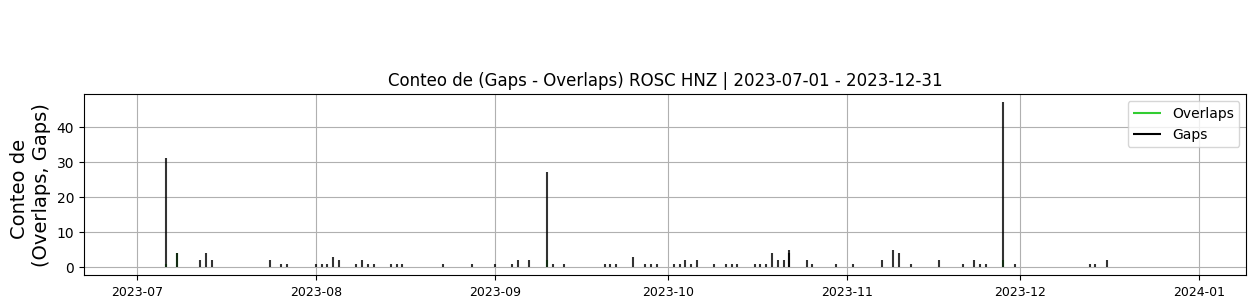 Conteo de (Gaps - Overlaps) ROSC HNZ | 2023-07-01 - 2023-12-31
Conteo de
(Overlaps, Gaps)
40
30
20
10
0
Overlaps
Gaps
2023-07
2023-08
2023-09
2023-10
2023-11
2023-12
2024-01